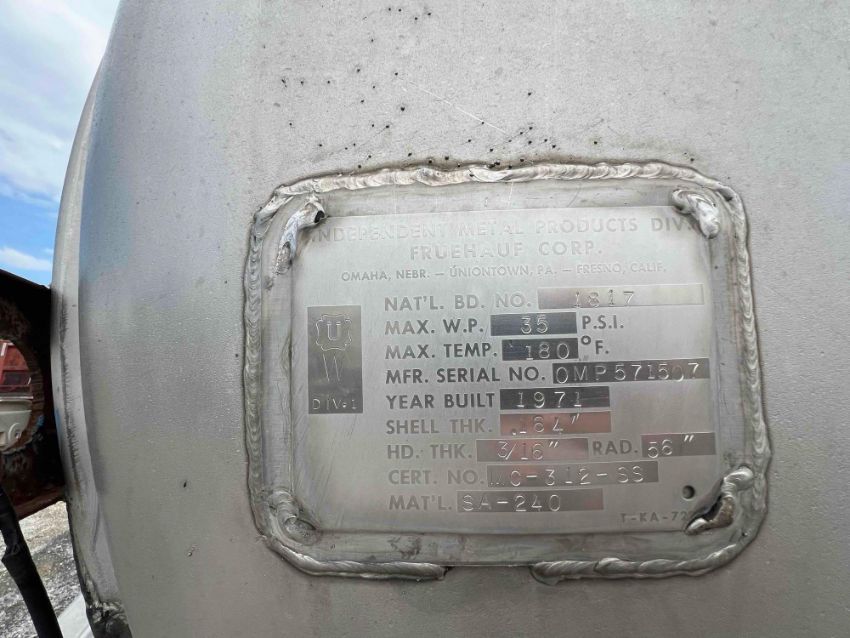 INDEPENDENT METAL PRODUCTS DIV.
FRUEHAUF CORP.
OMAHA, NEBR. — UNIONTOWN, PA. — FRESNO, CALIF.
NAT'L. BD. NO. 1817
MAX. W.P. 35 P.S.I.
MAX. TEMP. 180 °F.
MFR. SERIAL NO. OMP571507
YEAR BUILT 1971
SHELL THK. .184"
HD. THK. 3/16" RAD. 56"
CERT. NO. MC-312-SS
MAT'L. SA-240
U
W
DIV.1